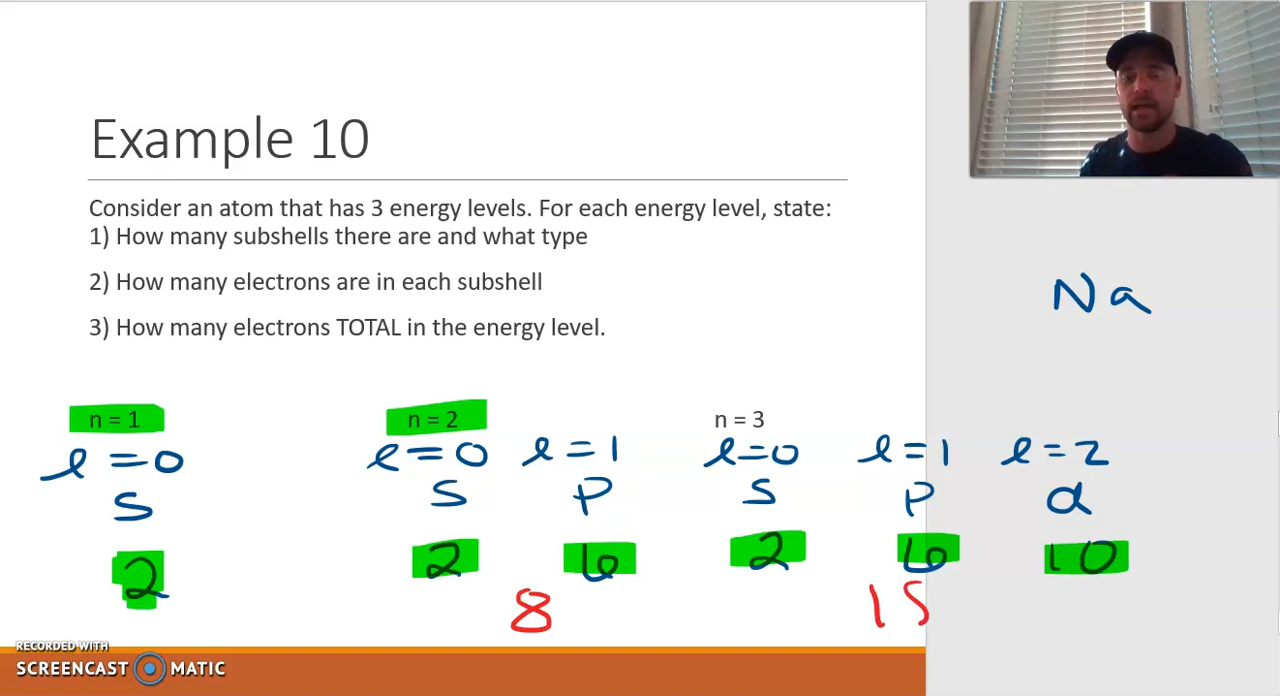 Example 10
Consider an atom that has 3 energy levels. For each energy level, state:
1) How many subshells there are and what type
2) How many electrons are in each subshell
3) How many electrons TOTAL in the energy level.
Na
n = 1 n = 2 n = 3
l = 0 l = 0 l = 1 l = 0 l = 1 l = 2
S S P S P d
2 2 6 2 6 10
8
RECORDED WITH
SCREENCAST MATIC